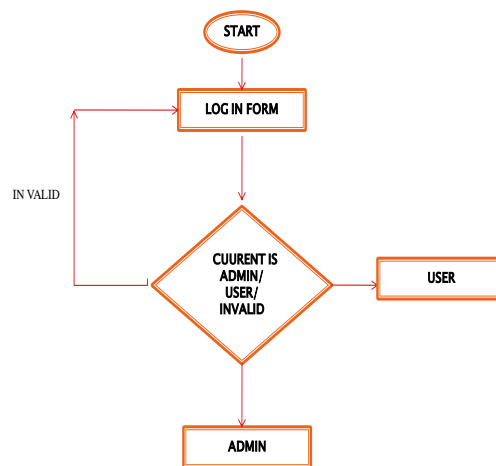 START
LOG IN FORM
IN VALID
CUURENT IS
ADMIN/
USER/
INVALID
USER
ADMIN